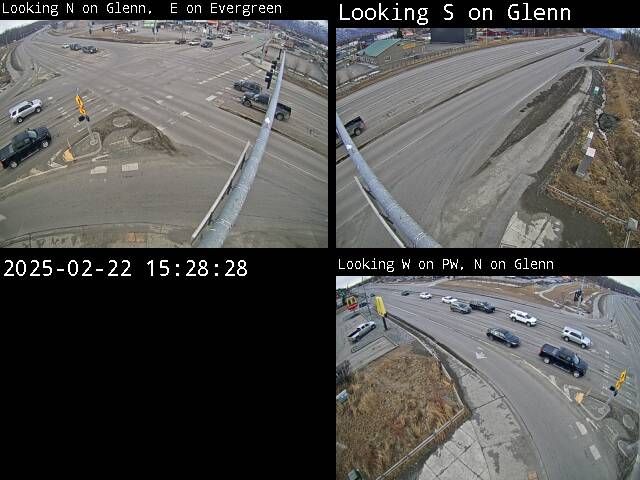 Looking N on Glenn,  E on Evergreen
Looking S on Glenn
2025-02-22 15:28:28
Looking W on PW, N on Glenn